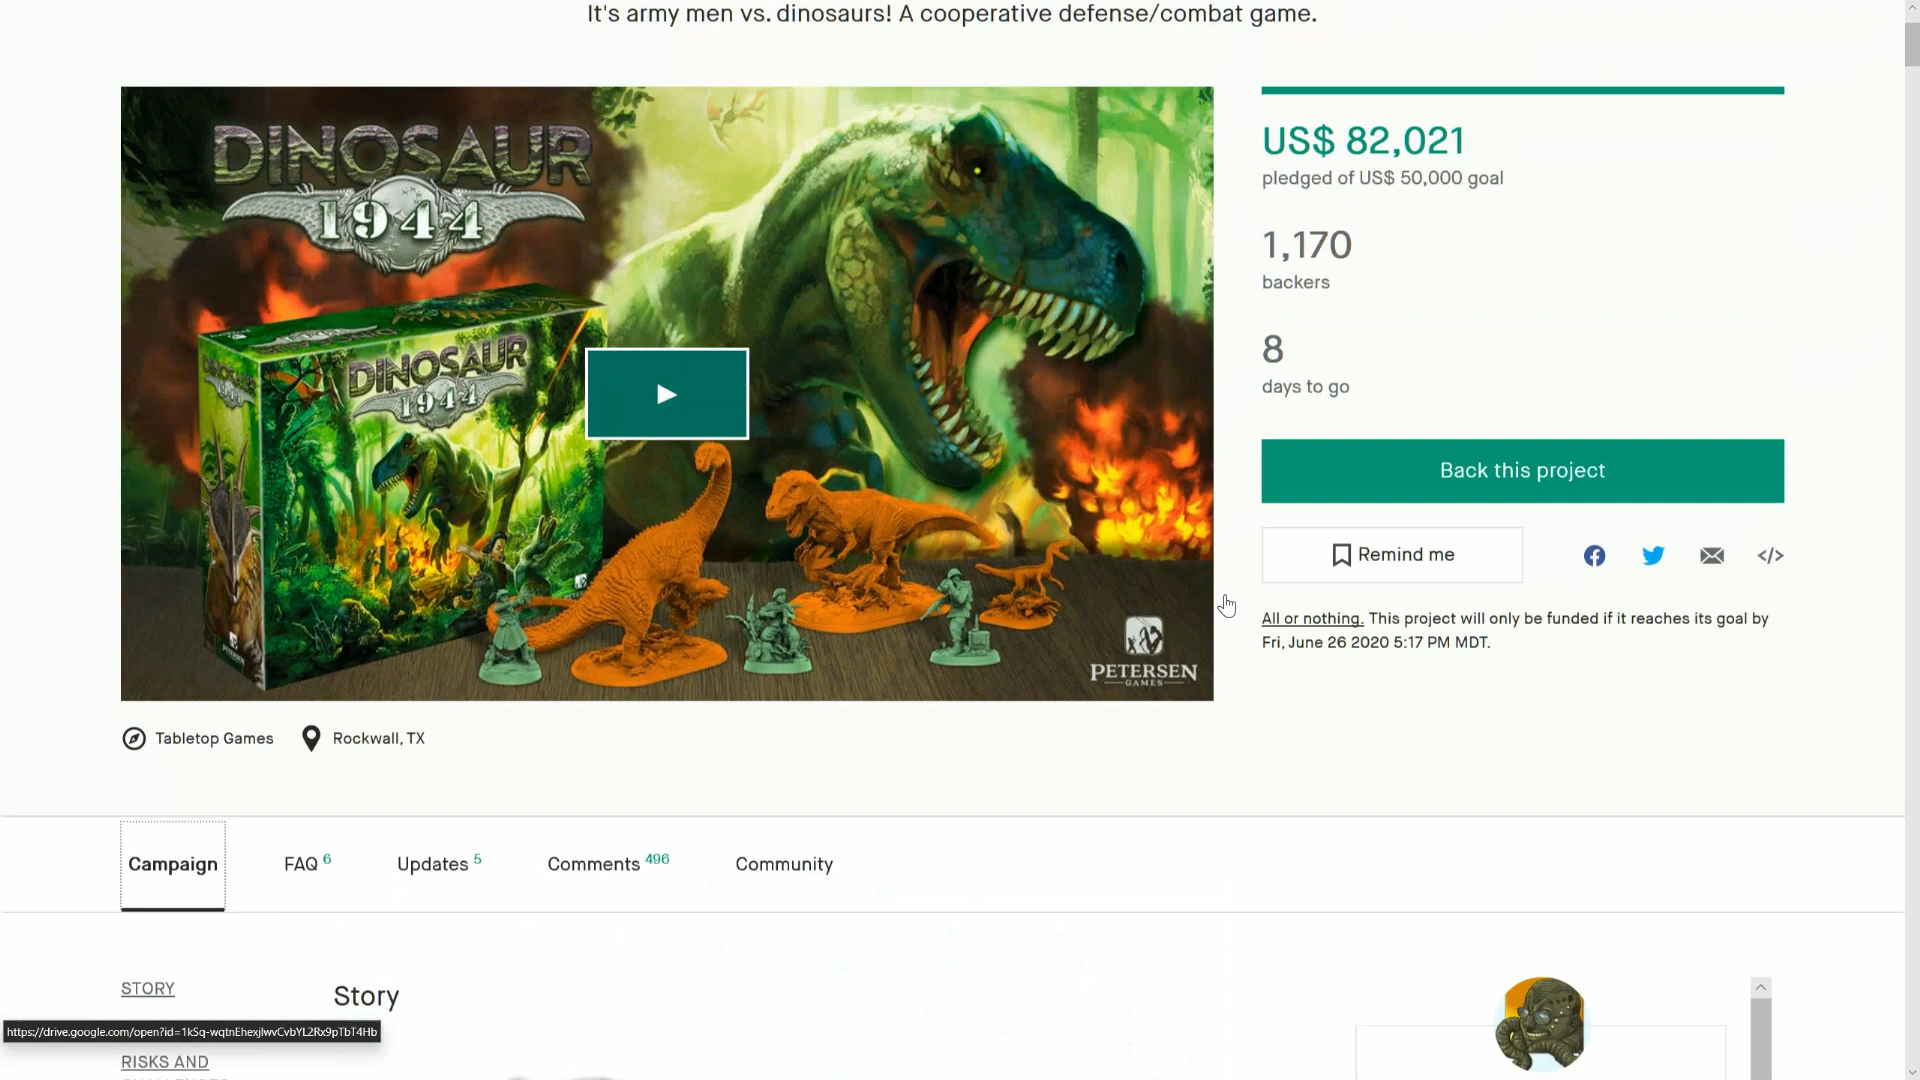 It's army men vs. dinosaurs! A cooperative defense/combat game.
DINOSAUR
1944
DINOSAUR
1944
PETERSEN
GAMES
US$ 82,021
pledged of US$ 50,000 goal
1,170
backers
8
days to go
Back this project
Remind me
All or nothing. This project will only be funded if it reaches its goal by
Fri, June 26 2020 5:17 PM MDT.
Tabletop Games
Rockwall, TX
Campaign
FAQ 6
Updates 5
Comments 496
Community
STORY
Story
RISKS AND